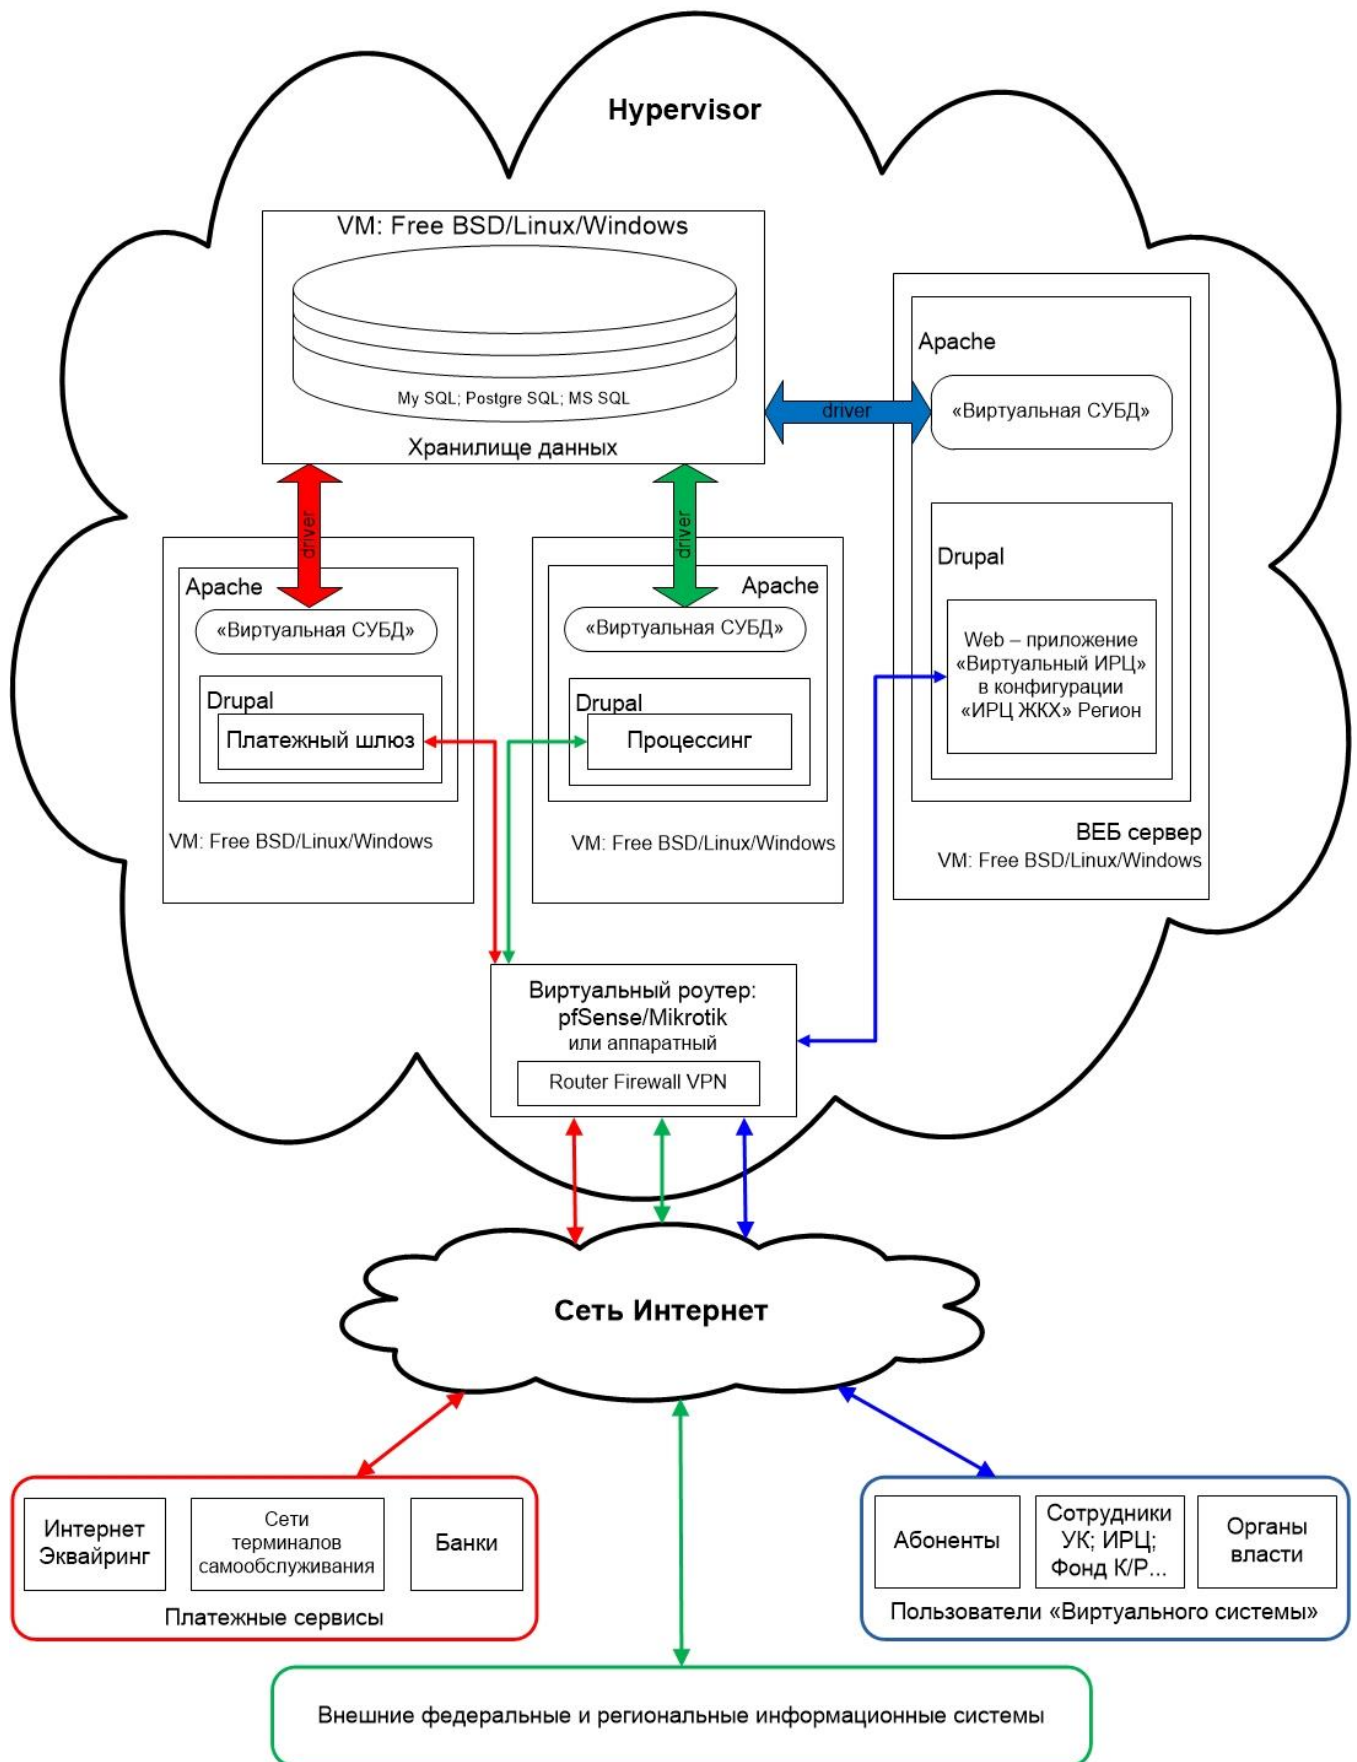 Hypervisor
VM: Free BSD/Linux/Windows
My SQL; Postgre SQL; MS SQL
Хранилище данных
driver
Apache
«Виртуальная СУБД»
Drupal
Web – приложение
«Виртуальный ИРЦ»
в конфигурации
«ИРЦ ЖКХ» Регион
ВЕБ сервер
VM: Free BSD/Linux/Windows
driver
Apache
«Виртуальная СУБД»
Drupal
Платежный шлюз
VM: Free BSD/Linux/Windows
driver
Apache
«Виртуальная СУБД»
Drupal
Процессинг
VM: Free BSD/Linux/Windows
Виртуальный роутер:
pfSense/Mikrotik
или аппаратный
Router Firewall VPN
Сеть Интернет
Интернет
Эквайринг
Сети
терминалов
самообслуживания
Банки
Платежные сервисы
Абоненты
Сотрудники
УК; ИРЦ;
Фонд К/Р...
Органы
власти
Пользователи «Виртуального системы»
Внешние федеральные и региональные информационные системы